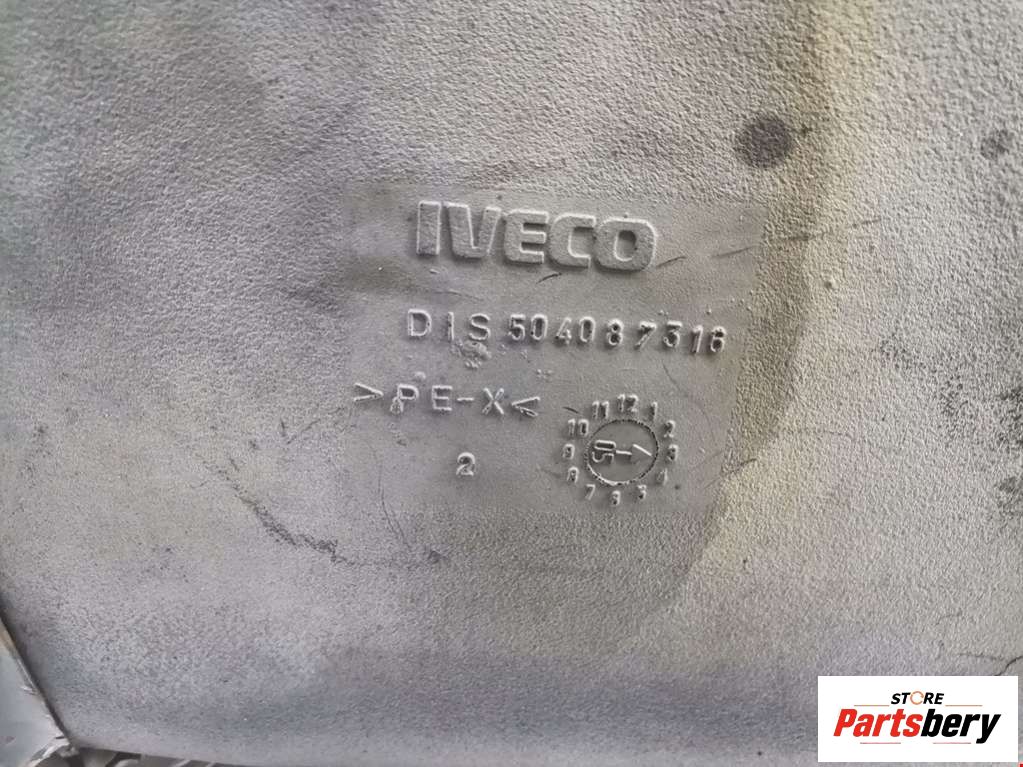 IVECO
DIS 504087316
>PE-X<
2
11 12 1
10 2
9 05 3
8 4
7 6 5
STORE
Partsbery